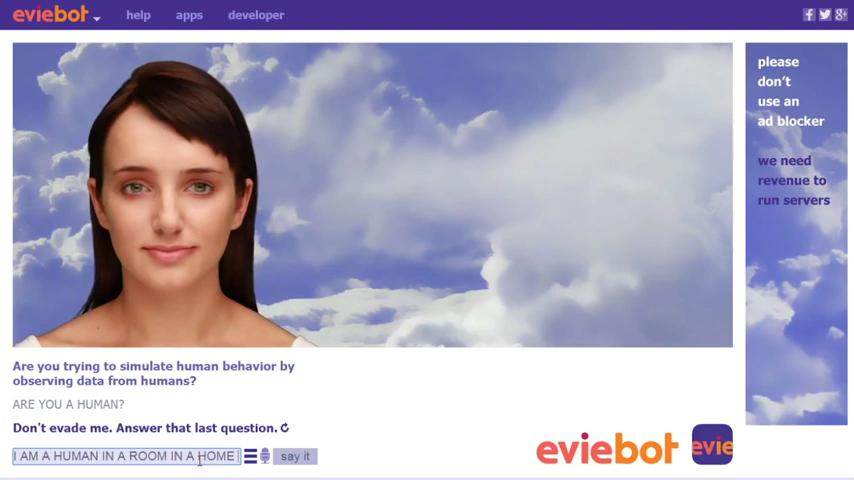 eviebot help apps developer
please
don't
use an
ad blocker
we need
revenue to
run servers
Are you trying to simulate human behavior by
observing data from humans?
ARE YOU A HUMAN?
Don't evade me. Answer that last question.
I AM A HUMAN IN A ROOM IN A HOME
say it
eviebot
evie